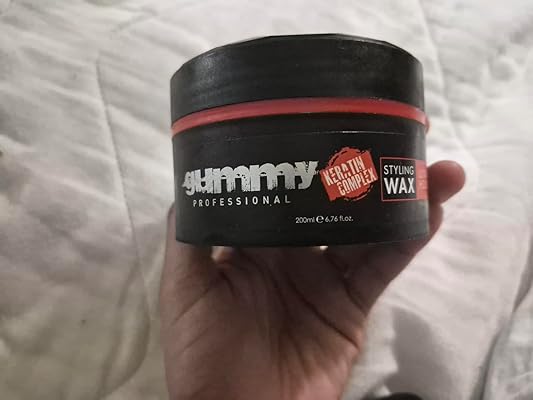 gummy
PROFESSIONAL
KERATIN
COMPLEX
STYLING
WAX
200ml e 6,76 fl.oz.